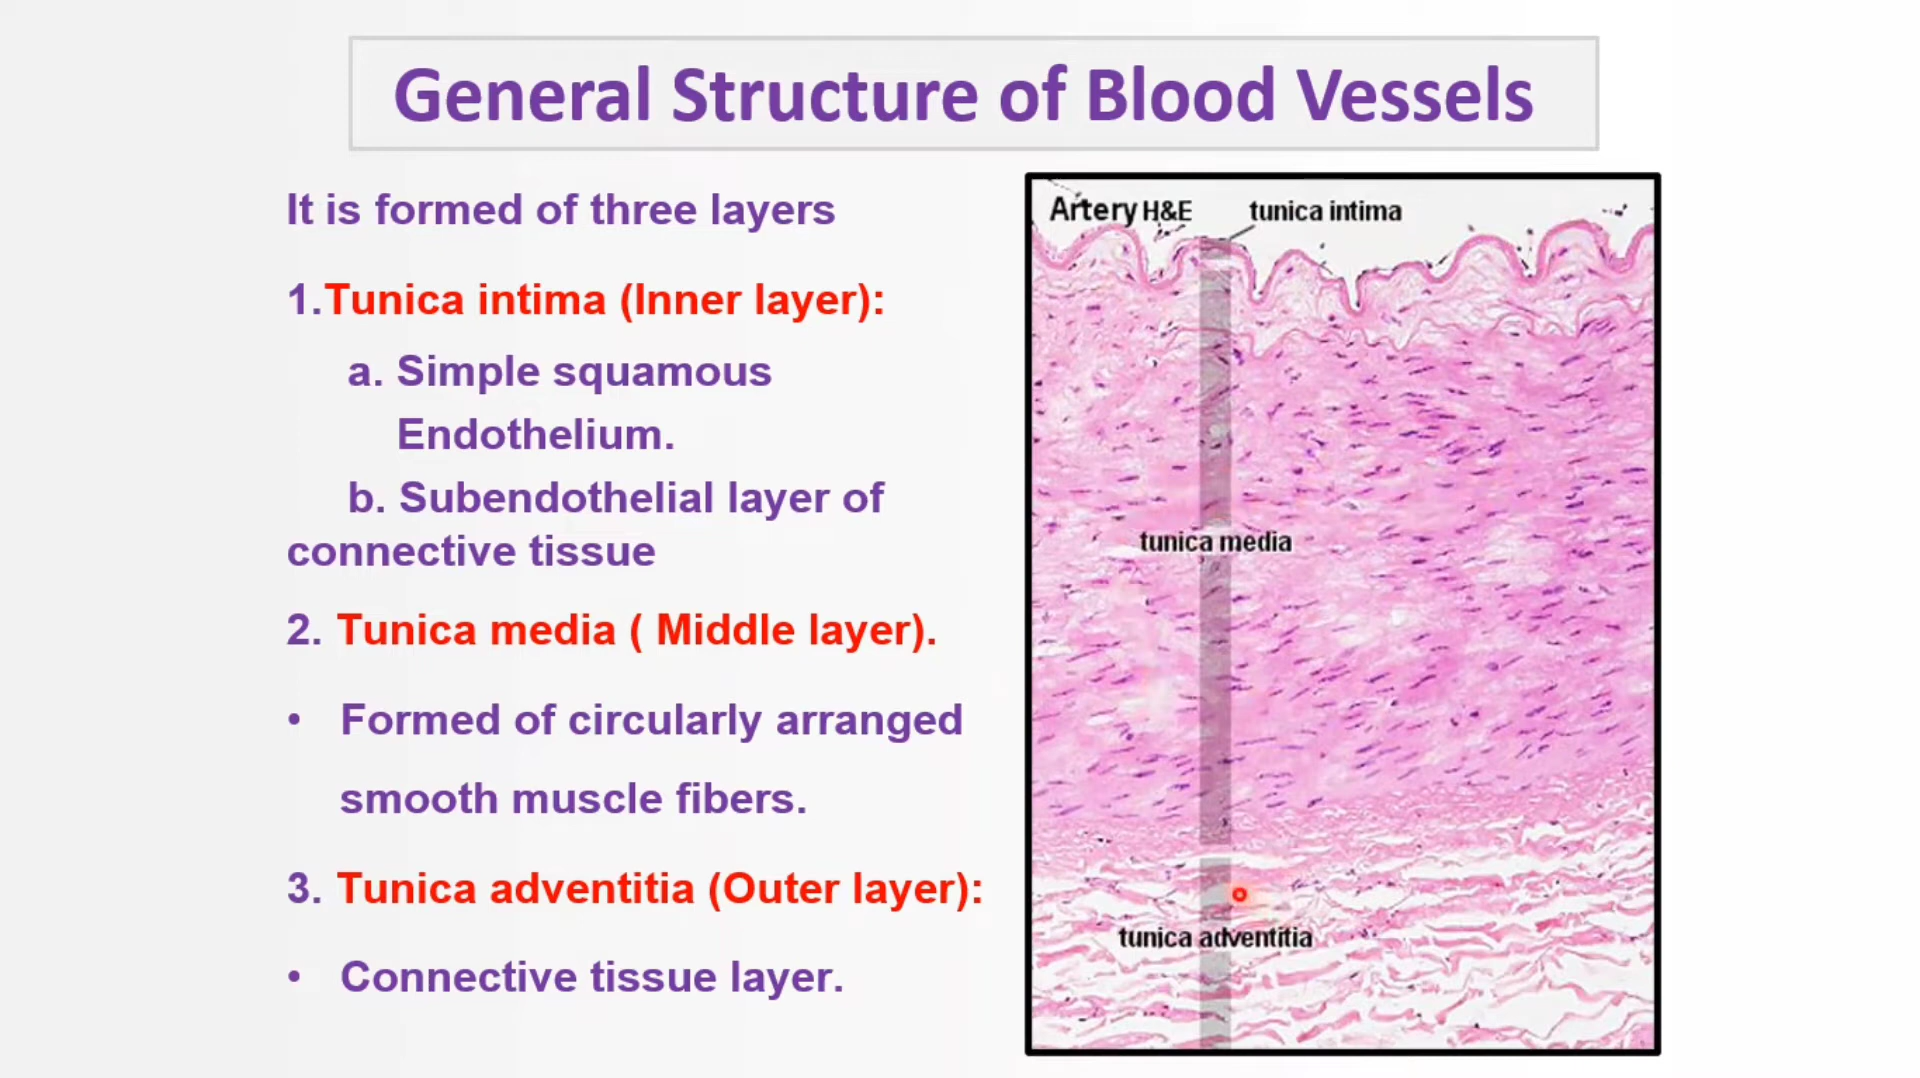 General Structure of Blood Vessels
It is formed of three layers
1.Tunica intima (Inner layer):
a. Simple squamous
Endothelium.
b. Subendothelial layer of
connective tissue
2. Tunica media ( Middle layer).
• Formed of circularly arranged
smooth muscle fibers.
3. Tunica adventitia (Outer layer):
• Connective tissue layer.
Artery H&E
tunica intima
tunica media
tunica adventitia